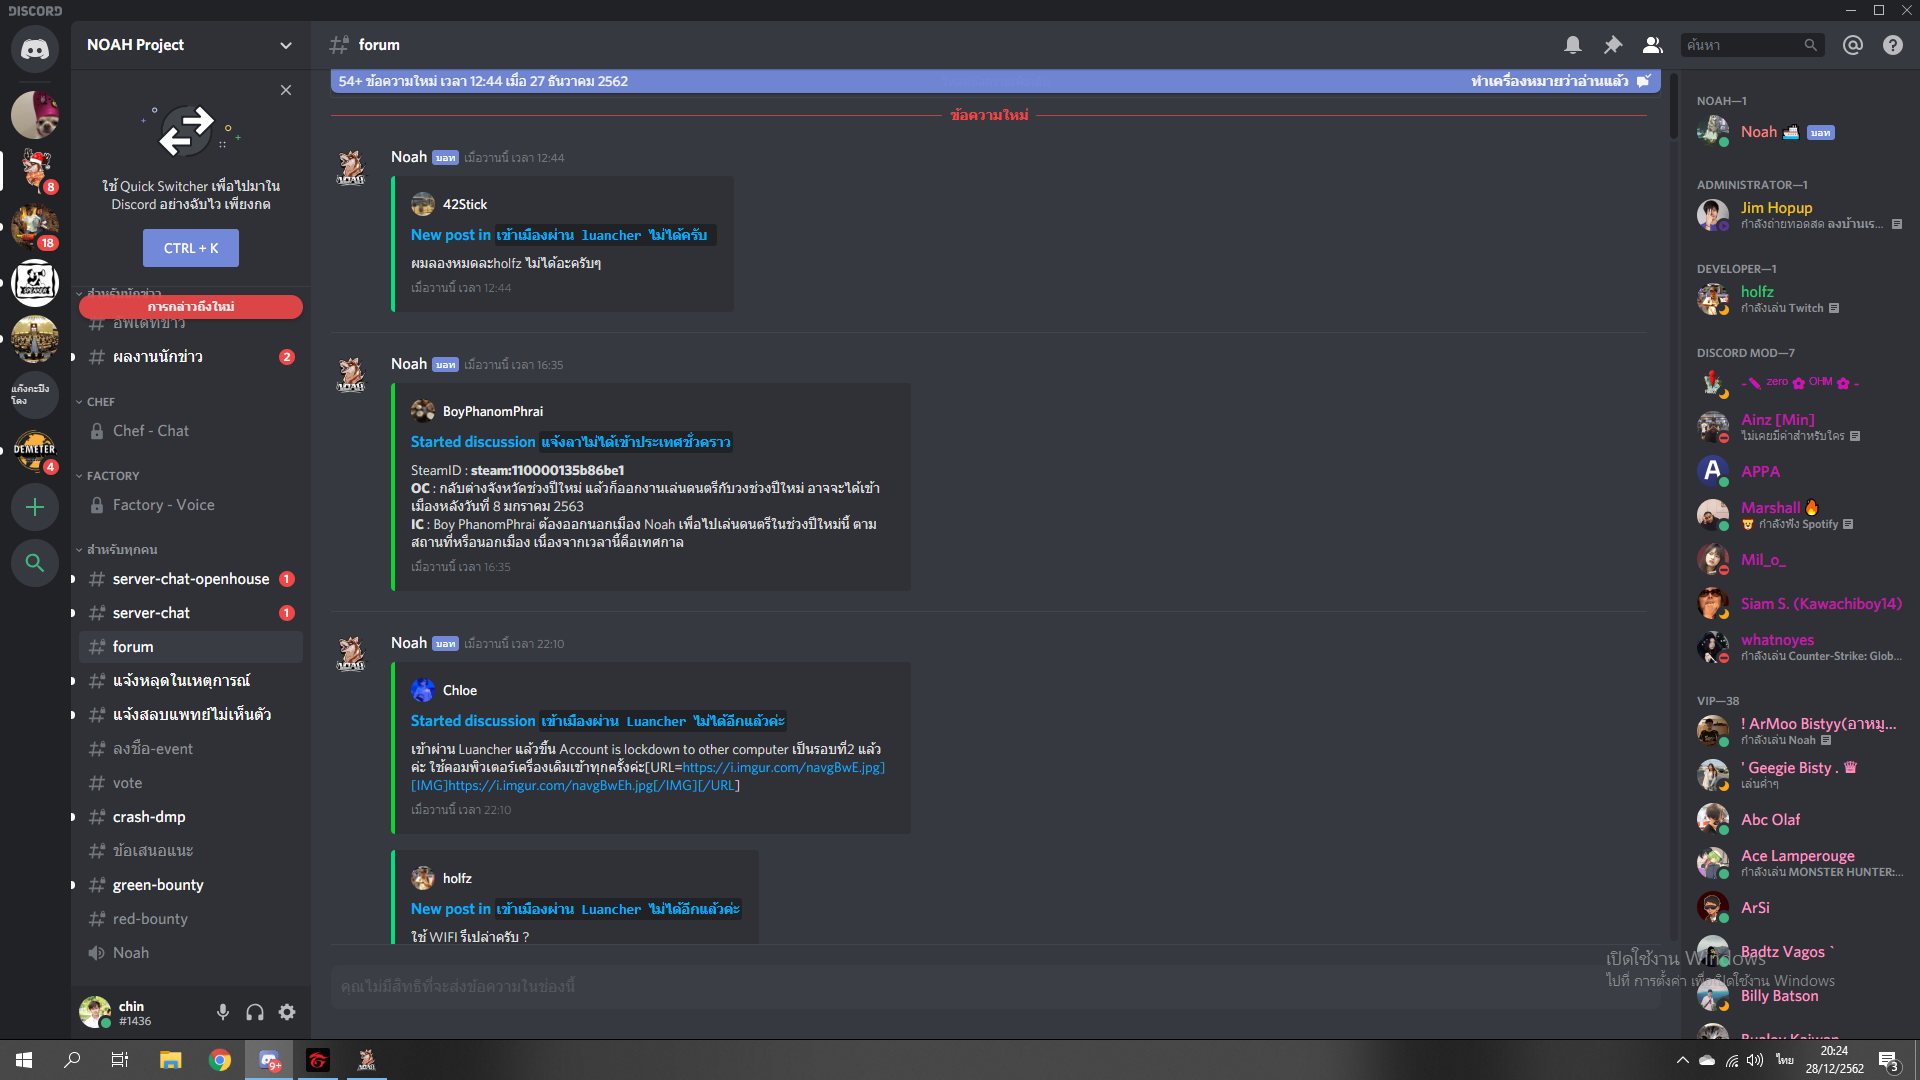 DISCORD
NOAH Project
ใช้ Quick Switcher เพื่อไปมาใน
Discord อย่างฉับไว เพียงกด
CTRL + K
สำหรับนักข่าว
การกล่าวถึงใหม่
อัพเดทข่าว
ผลงานนักข่าว
2
CHEF
Chef - Chat
FACTORY
Factory - Voice
สำหรับทุกคน
server-chat-openhouse
1
server-chat
1
forum
แจ้งหลุดในเหตุการณ์
แจ้งสลบแพทย์ไม่เห็นตัว
ลงชื่อ-event
vote
crash-dmp
ข้อเสนอแนะ
green-bounty
red-bounty
Noah
chin
#1436
8
18
SPEAKER
แก๊งคะปิง
โตง
DEMETER
4
forum
ค้นหา
54+ ข้อความใหม่ เวลา 12:44 เมื่อ 27 ธันวาคม 2562
ทำเครื่องหมายว่าอ่านแล้ว
ข้อความใหม่
Noah บอท เมื่อวานนี้ เวลา 12:44
42Stick
New post in เข้าเมืองผ่าน luancher ไม่ได้ครับ
ผมลองหมดละholfz ไม่ได้อะครับๆ
เมื่อวานนี้ เวลา 12:44
Noah บอท เมื่อวานนี้ เวลา 16:35
BoyPhanomPhrai
Started discussion แจ้งลาไม่ได้เข้าประเทศชั่วคราว
SteamID : steam:110000135b86be1
OC : กลับต่างจังหวัดช่วงปีใหม่ แล้วก็ออกงานเล่นดนตรีกับวงช่วงปีใหม่ อาจจะได้เข้า
เมืองหลังวันที่ 8 มกราคม 2563
IC : Boy PhanomPhrai ต้องออกนอกเมือง Noah เพื่อไปเล่นดนตรีในช่วงปีใหม่นี้ ตาม
สถานที่หรือนอกเมือง เนื่องจากเวลานี้คือเทศกาล
เมื่อวานนี้ เวลา 16:35
Noah บอท เมื่อวานนี้ เวลา 22:10
Chloe
Started discussion เข้าเมืองผ่าน Luancher ไม่ได้อีกแล้วค่ะ
เข้าผ่าน Luancher แล้วขึ้น Account is lockdown to other computer เป็นรอบที่2 แล้ว
ค่ะ ใช้คอมพิวเตอร์เครื่องเดิมเข้าทุกครั้งค่ะ[URL=https://i.imgur.com/navgBwE.jpg]
[IMG]https://i.imgur.com/navgBwEh.jpg[/IMG][/URL]
เมื่อวานนี้ เวลา 22:10
holfz
New post in เข้าเมืองผ่าน Luancher ไม่ได้อีกแล้วค่ะ
ใช้ WIFI รึเปล่าครับ ?
คุณไม่มีสิทธิที่จะส่งข้อความในช่องนี้
NOAH—1
Noah บอท
ADMINISTRATOR—1
Jim Hopup
กำลังถ่ายทอดสด ลงบ้านเร...
DEVELOPER—1
holfz
กำลังเล่น Twitch
DISCORD MOD—7
zero OHM
Ainz [Min]
ไม่เคยมีค่าสำหรับใคร
APPA
Marshall
กำลังฟัง Spotify
Mil_o_
Siam S. (Kawachiboy14)
whatnoyes
กำลังเล่น Counter-Strike: Glob...
VIP—38
! ArMoo Bistyy(อาหมู...
กำลังเล่น Noah
' Geegie Bisty .
เล่นค่ำๆ
Abc Olaf
Ace Lamperouge
กำลังเล่น MONSTER HUNTER:...
ArSi
Badtz Vagos `
Billy Batson
เปิดใช้งาน Windows
ไปที่ การตั้งค่า เพื่อเปิดใช้งาน Windows
9+
ไทย
20:24
28/12/2562
3